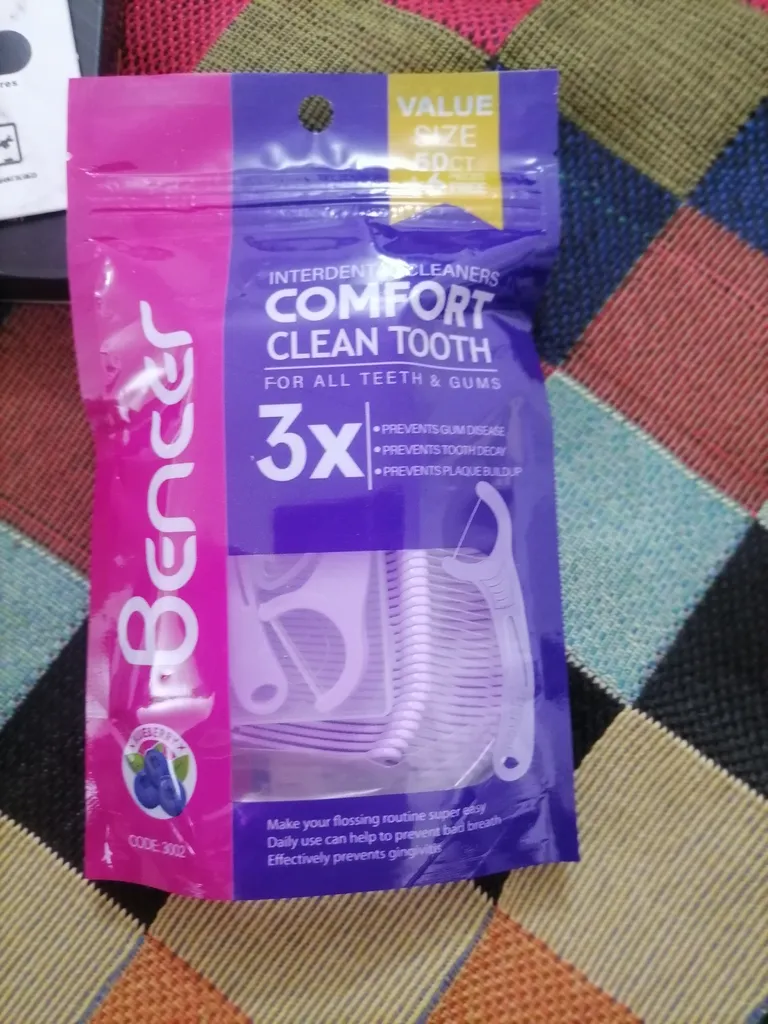 VALUE
SIZE
INTERDENTAL CLEANERS
COMFORT
CLEAN TOOTH
FOR ALL TEETH & GUMS
3x
• PREVENTS GUM DISEASE
• PREVENTS TOOTH DECAY
• PREVENTS PLAQUE BUILDUP
Bencer
BLUEBERRY
CODE: 3002
Make your flossing routine super easy
Daily use can help to prevent bad breath
Effectively prevents gingivitis